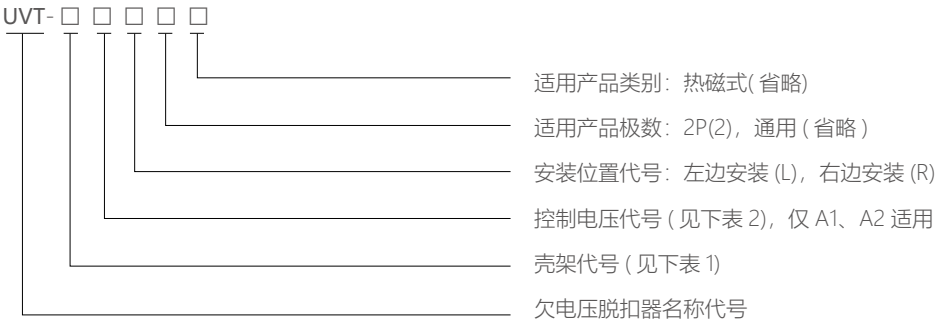 UVT-□ □ □ □ □
适用产品类别：热磁式(省略)
适用产品极数：2P(2)，通用(省略)
安装位置代号：左边安装(L)，右边安装(R)
控制电压代号(见下表2)，仅A1、A2适用
壳架代号(见下表1)
欠电压脱扣器名称代号